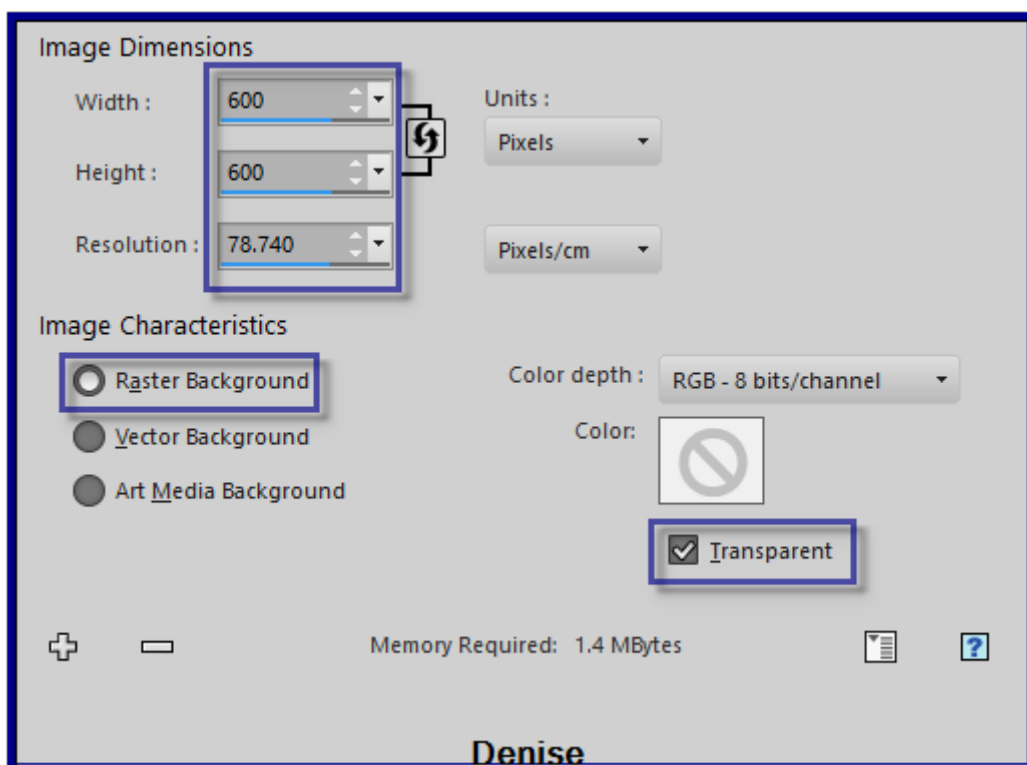 Image Dimensions
Width : 600
Units :
Pixels
Height : 600
Resolution : 78.740 Pixels/cm
Image Characteristics
Raster Background
Color depth : RGB - 8 bits/channel
Vector Background
Color:
Art Media Background
Transparent
Memory Required: 1.4 MBytes
?
Denise